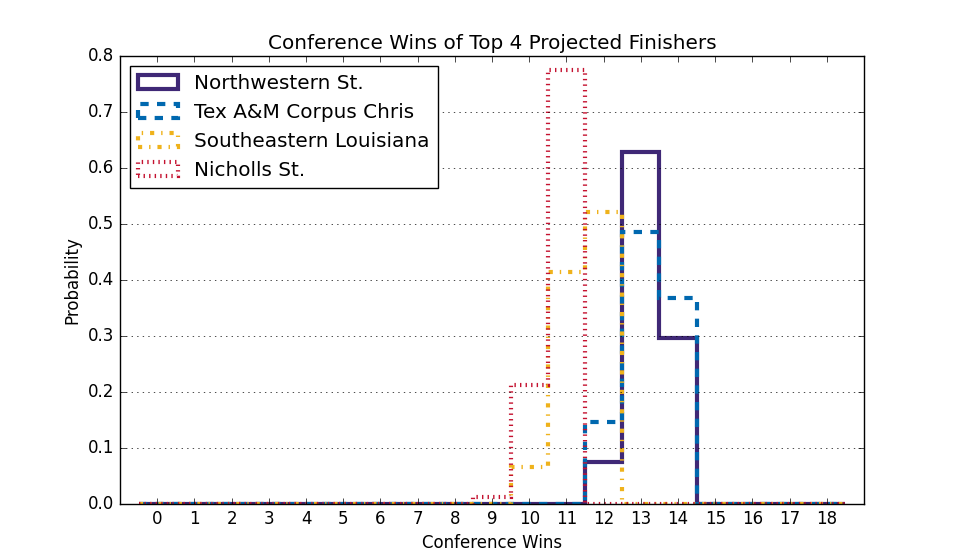 Conference Wins of Top 4 Projected Finishers
0.8
0.7
0.6
0.5
0.4
0.3
0.2
0.1
0.0
Probability
Northwestern St.
Tex A&M Corpus Chris
Southeastern Louisiana
Nicholls St.
0 1 2 3 4 5 6 7 8 9 10 11 12 13 14 15 16 17 18
Conference Wins